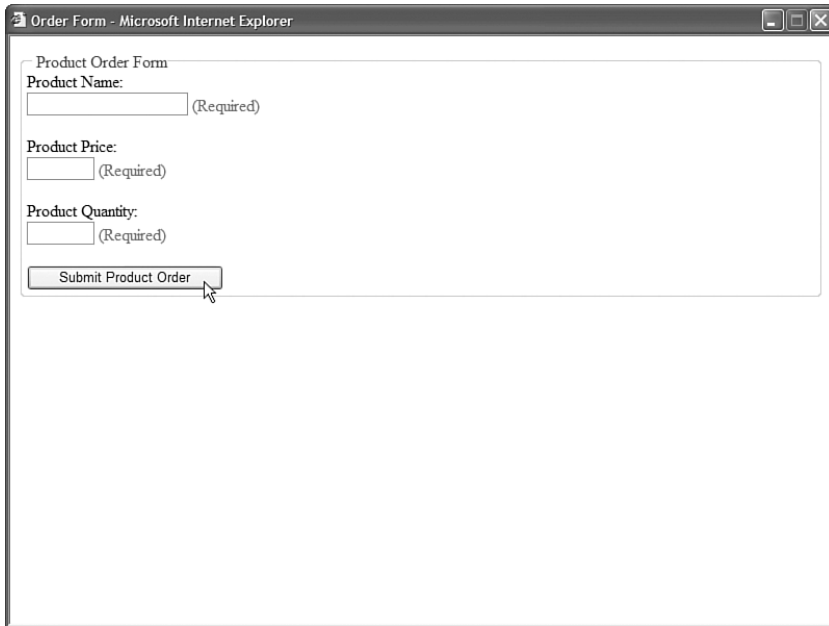 Order Form - Microsoft Internet Explorer
Product Order Form
Product Name:
(Required)
Product Price:
(Required)
Product Quantity:
(Required)
Submit Product Order